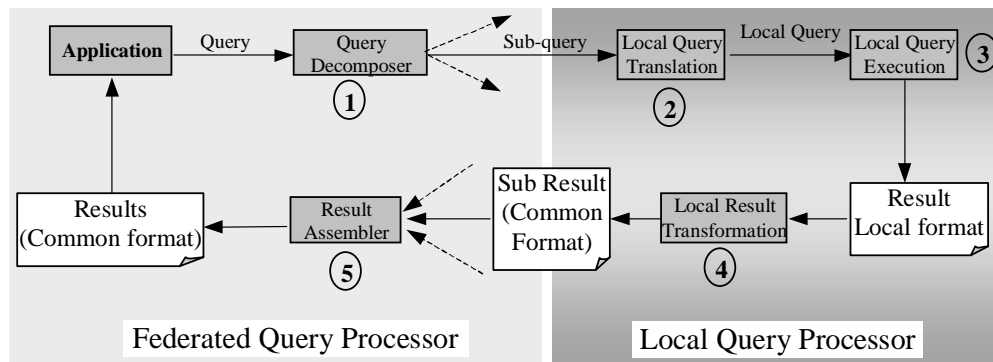 Application
Query
Query
Decomposer
1
Sub-query
Local Query
Translation
2
Local Query
Local Query
Execution
3
Results
(Common format)
Result
Assembler
5
Sub Result
(Common
Format)
Local Result
Transformation
4
Result
Local format
Federated Query Processor
Local Query Processor